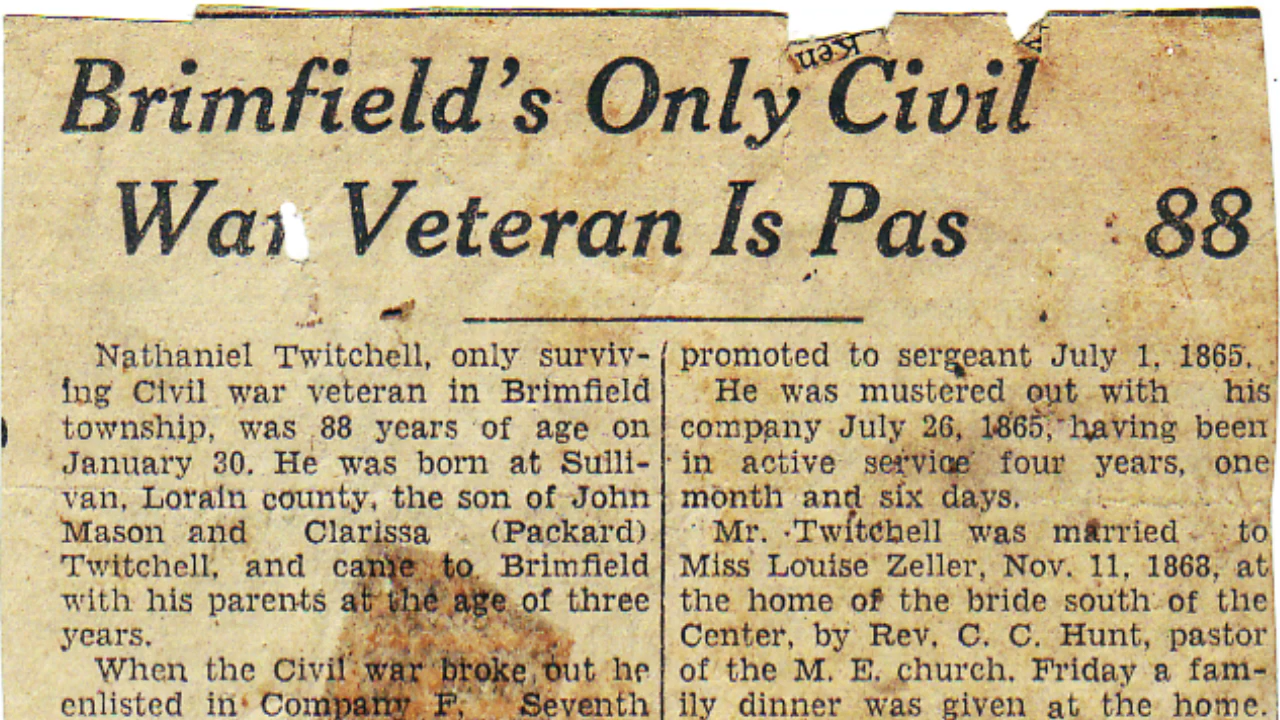 Ken
Brimfield's Only Civil
War Veteran Is Pas 88
Nathaniel Twitchell, only surviv-
ing Civil war veteran in Brimfield
township, was 88 years of age on
January 30. He was born at Sulli-
van, Lorain county, the son of John
Mason and Clarissa (Packard)
Twitchell, and came to Brimfield
with his parents at the age of three
years.
When the Civil war broke out he
enlisted in Company F, Seventh
promoted to sergeant July 1, 1865.
He was mustered out with his
company July 26, 1865, having been
in active service four years, one
month and six days.
Mr. Twitchell was married to
Miss Louise Zeller, Nov. 11, 1868, at
the home of the bride south of the
Center, by Rev. C. C. Hunt, pastor
of the M. E. church. Friday a fam-
ily dinner was given at the home.